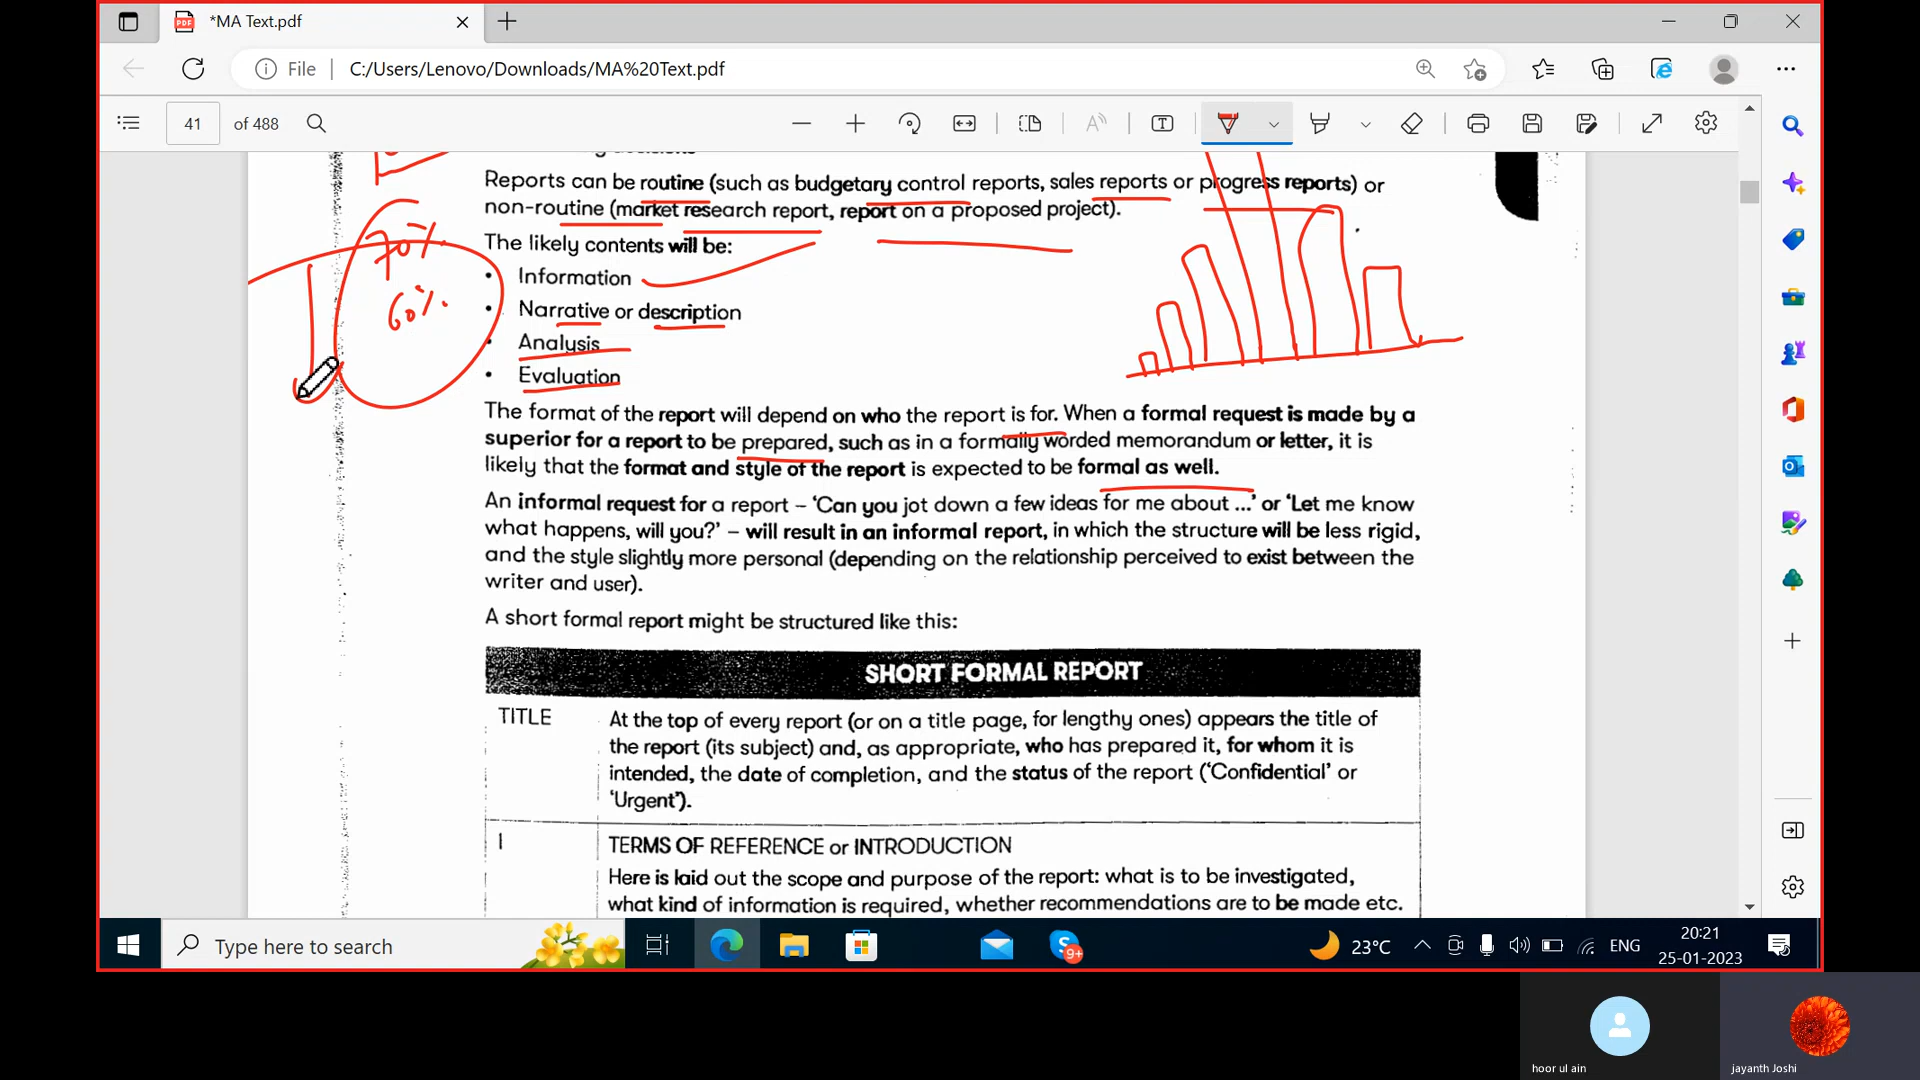 *MA Text.pdf
File
C:/Users/Lenovo/Downloads/MA%20Text.pdf
41 of 488
Reports can be routine (such as budgetary control reports, sales reports or progress reports) or
non-routine (market research report, report on a proposed project).
The likely contents will be:
• Information
• Narrative or description
• Analysis
• Evaluation
70%
60%
The format of the report will depend on who the report is for. When a formal request is made by a
superior for a report to be prepared, such as in a formally worded memorandum or letter, it is
likely that the format and style of the report is expected to be formal as well.
An informal request for a report – ‘Can you jot down a few ideas for me about ...’ or ‘Let me know
what happens, will you?’ – will result in an informal report, in which the structure will be less rigid,
and the style slightly more personal (depending on the relationship perceived to exist between the
writer and user).
A short formal report might be structured like this:
SHORT FORMAL REPORT
TITLE
At the top of every report (or on a title page, for lengthy ones) appears the title of
the report (its subject) and, as appropriate, who has prepared it, for whom it is
intended, the date of completion, and the status of the report (‘Confidential’ or
‘Urgent’).
I
TERMS OF REFERENCE or INTRODUCTION
Here is laid out the scope and purpose of the report: what is to be investigated,
what kind of information is required, whether recommendations are to be made etc.
Type here to search
9+
23°C
ENG
20:21
25-01-2023
hoor ul ain
jayanth Joshi